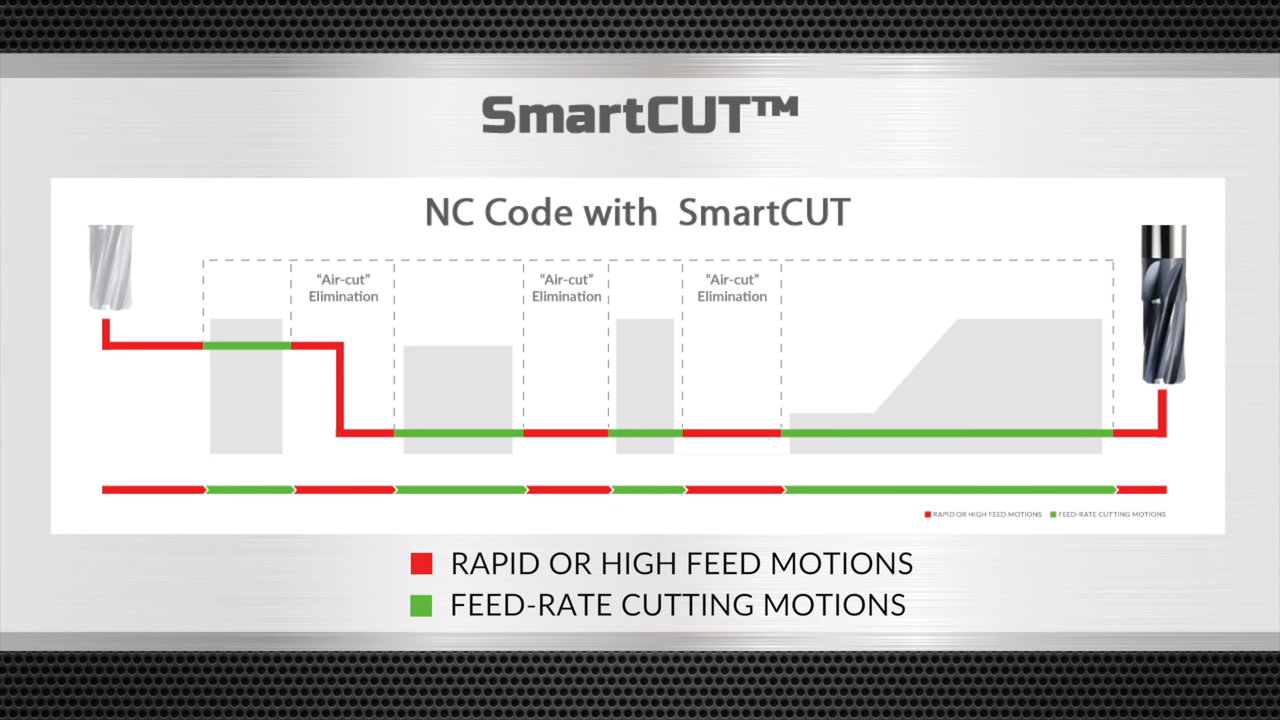 SmartCUT™
NC Code with SmartCUT
“Air-cut”
Elimination
“Air-cut”
Elimination
“Air-cut”
Elimination
RAPID OR HIGH FEED MOTIONS
FEED-RATE CUTTING MOTIONS
RAPID OR HIGH FEED MOTIONS
FEED-RATE CUTTING MOTIONS